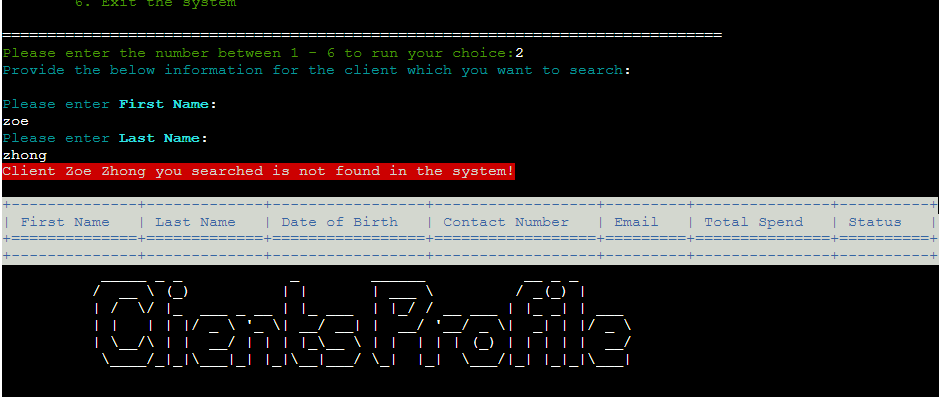 6. Exit the system
================================================================================
Please enter the number between 1 - 6 to run your choice:2
Provide the below information for the client which you want to search:
Please enter First Name:
zoe
Please enter Last Name:
zhong
Client Zoe Zhong you searched is not found in the system!
| First Name | Last Name | Date of Birth | Contact Number | Email | Total Spend | Status |
ClientsProfile